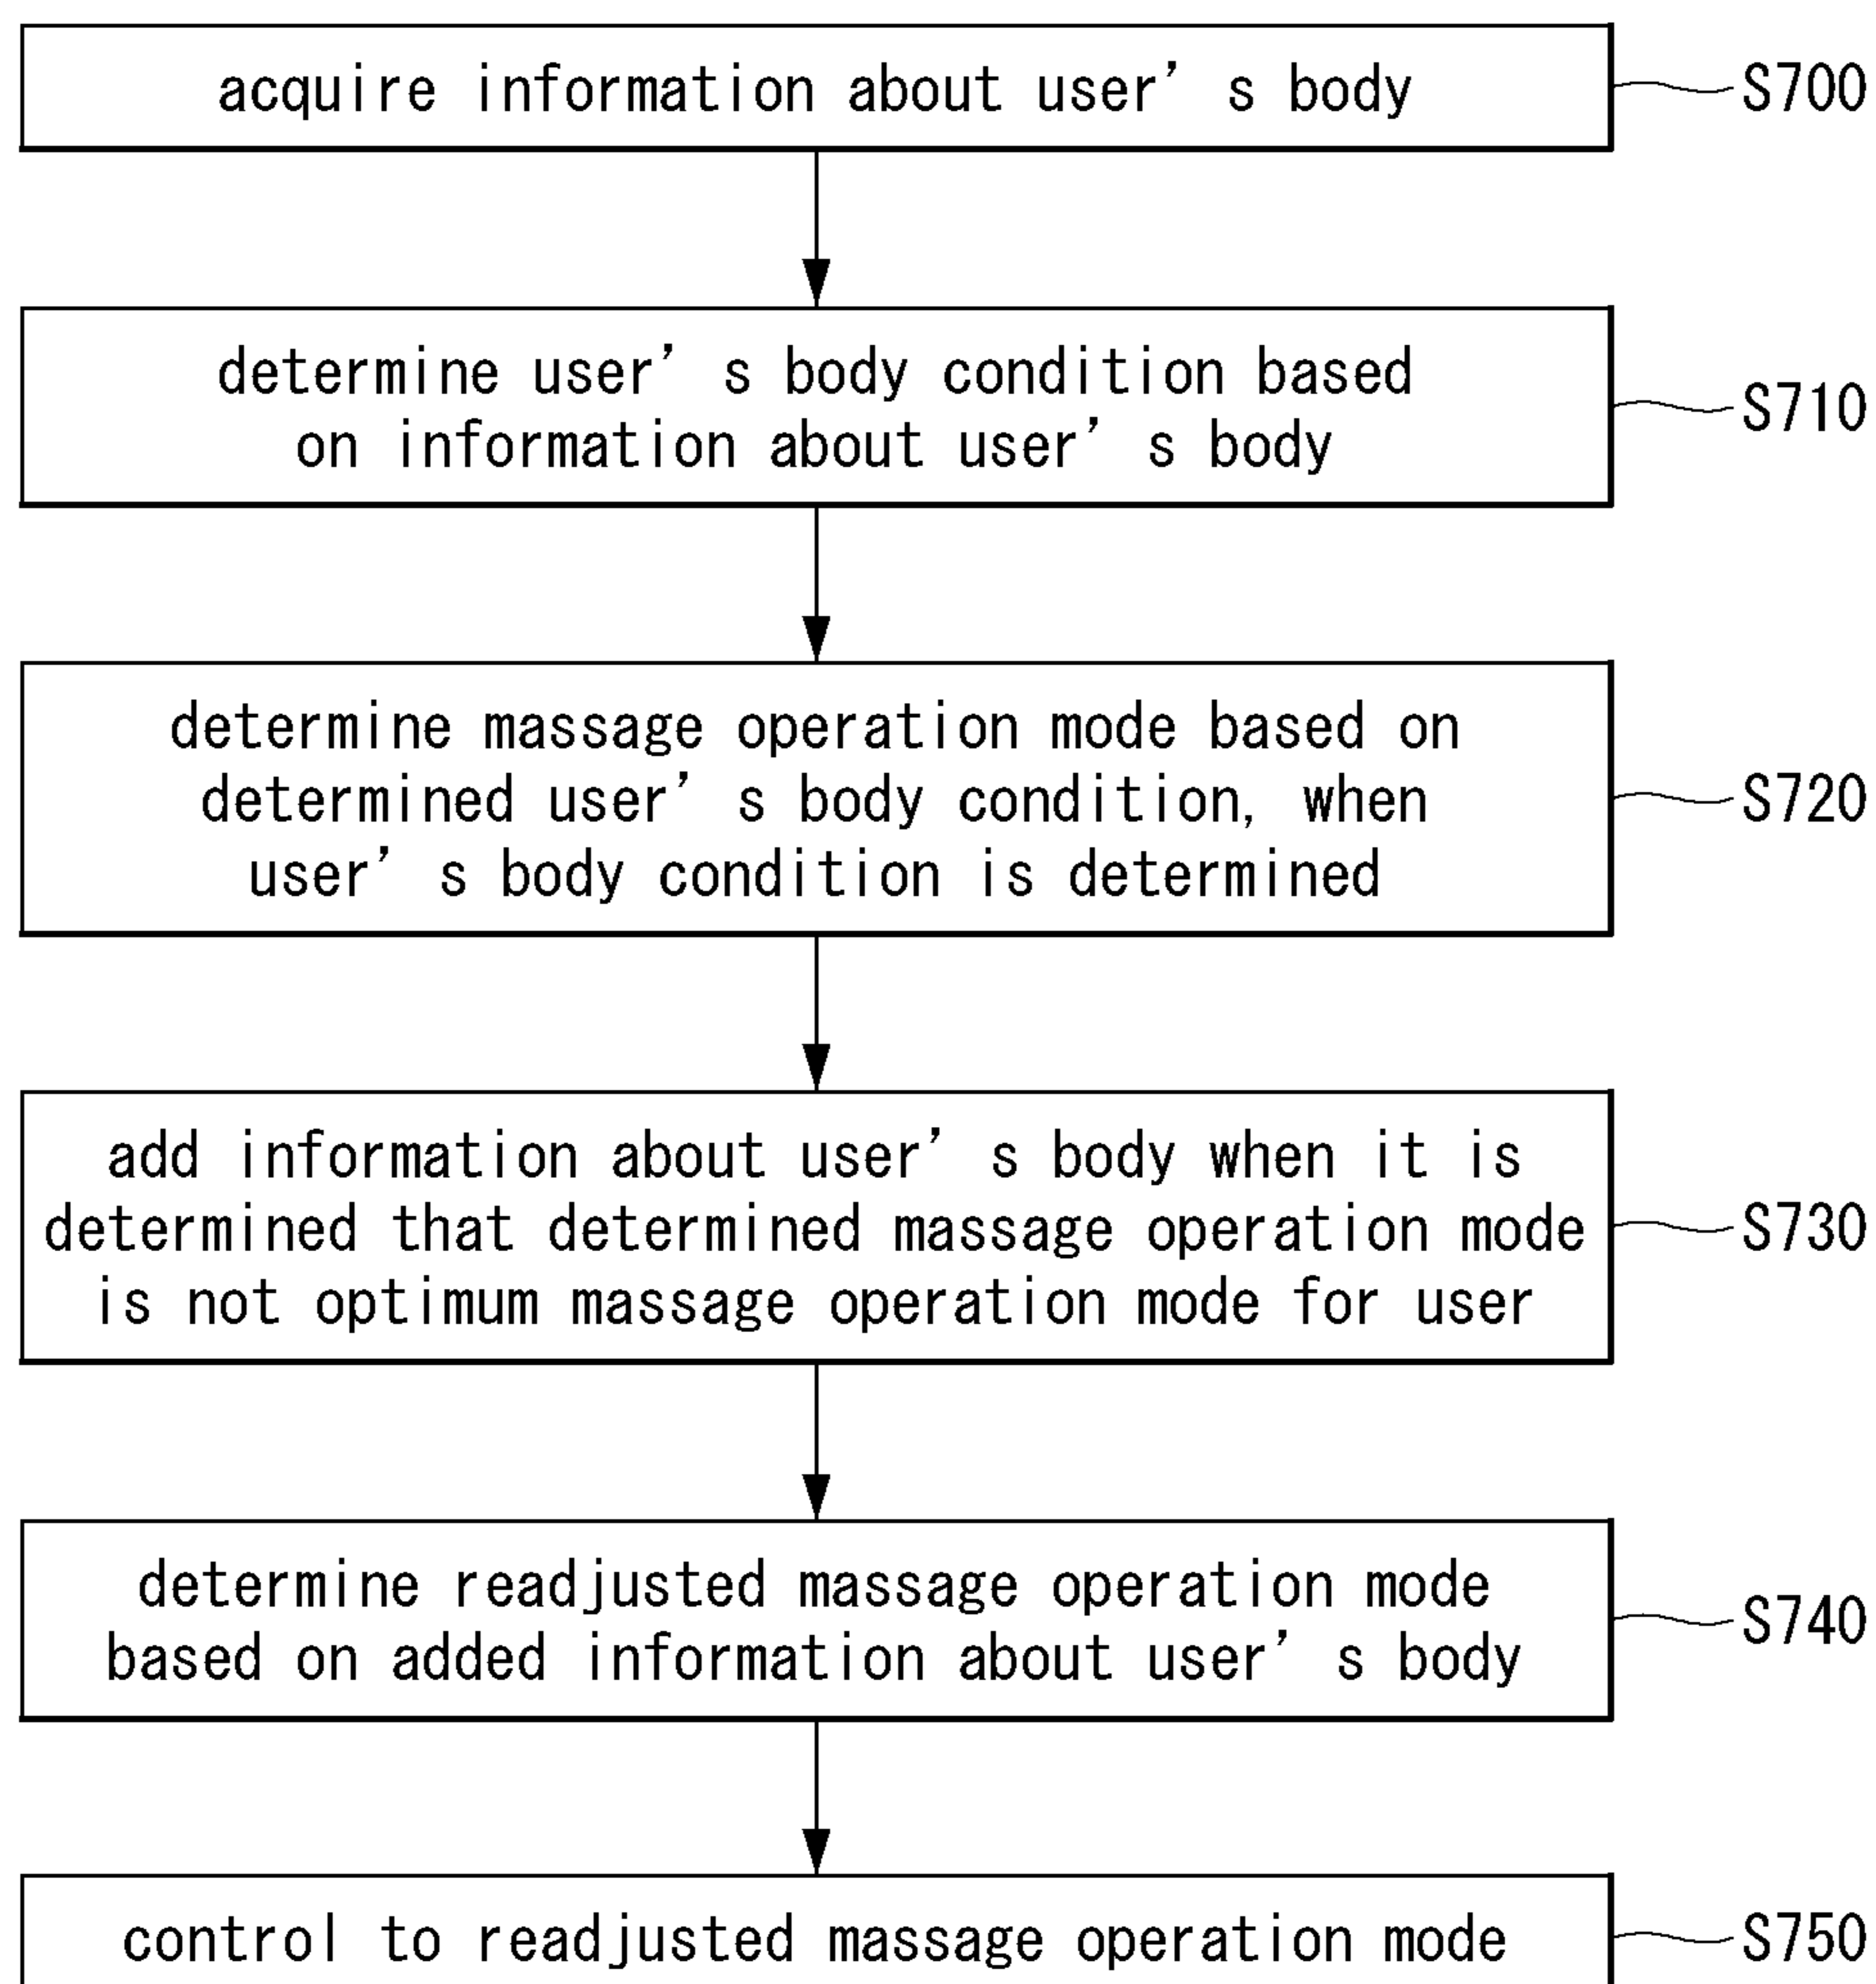 acquire information about user's body
S700
determine user's body condition based
on information about user's body
S710
determine massage operation mode based on
determined user's body condition, when
user's body condition is determined
S720
add information about user's body when it is
determined that determined massage operation mode
is not optimum massage operation mode for user
S730
determine readjusted massage operation mode
based on added information about user's body
S740
control to readjusted massage operation mode
S750